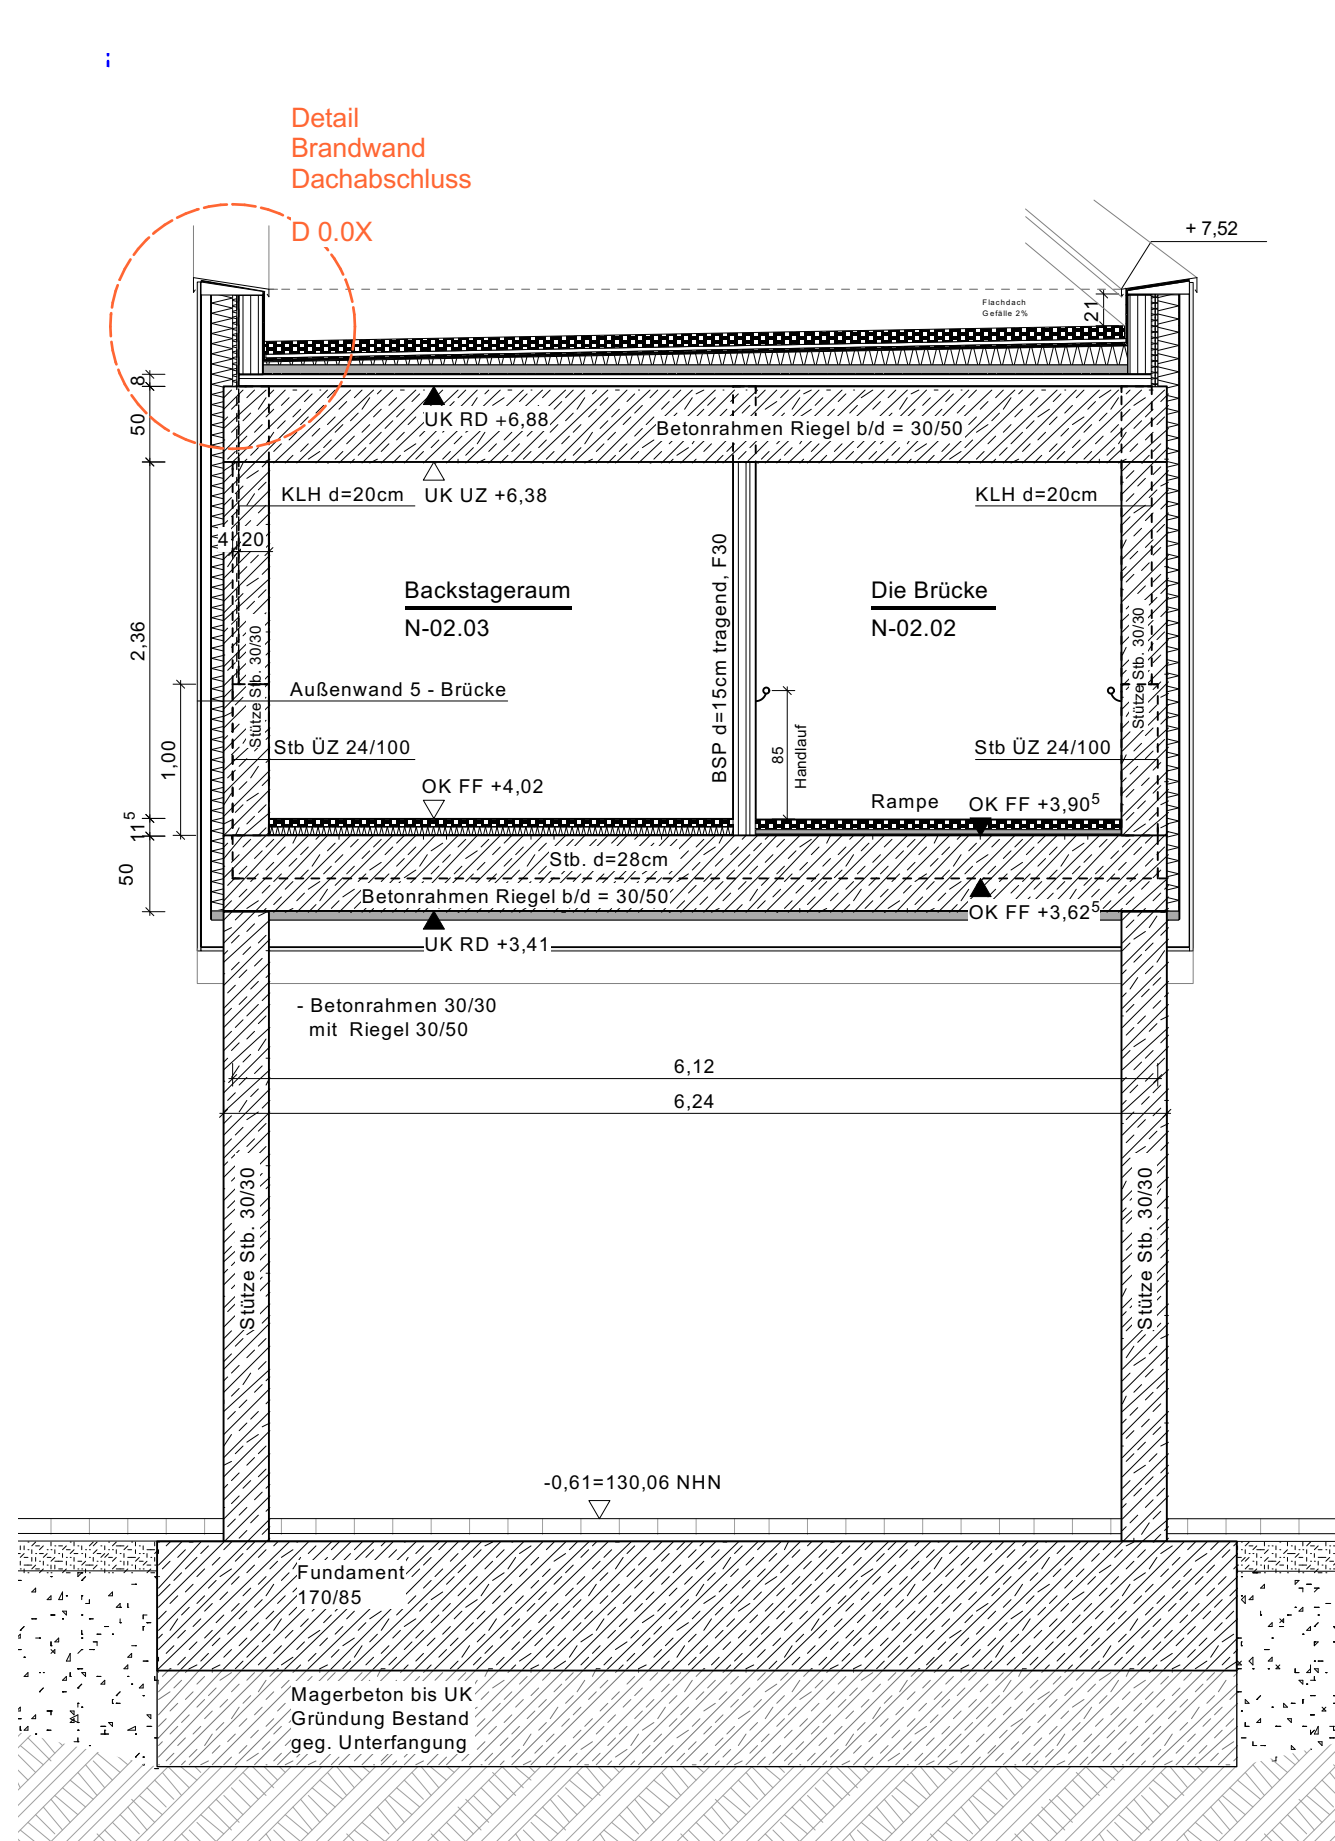 Detail
Brandwand
Dachabschluss
D 0.0X
+ 7,52
Flachdach
Gefälle 2%
21
8
50
UK RD +6,88
Betonrahmen Riegel b/d = 30/50
KLH d=20cm
UK UZ +6,38
KLH d=20cm
4
20
Backstageraum
N-02.03
Die Brücke
N-02.02
BSP d=15cm tragend, F30
Stütze Stb. 30/30
Stütze Stb. 30/30
2,36
Außenwand 5 - Brücke
1,00
Stb ÜZ 24/100
85
Handlauf
Stb ÜZ 24/100
OK FF +4,02
Rampe
OK FF +3,90⁵
11⁵
50
Stb. d=28cm
Betonrahmen Riegel b/d = 30/50
OK FF +3,62⁵
UK RD +3,41
- Betonrahmen 30/30
mit Riegel 30/50
6,12
6,24
Stütze Stb. 30/30
Stütze Stb. 30/30
-0,61=130,06 NHN
Fundament
170/85
Magerbeton bis UK
Gründung Bestand
geg. Unterfangung